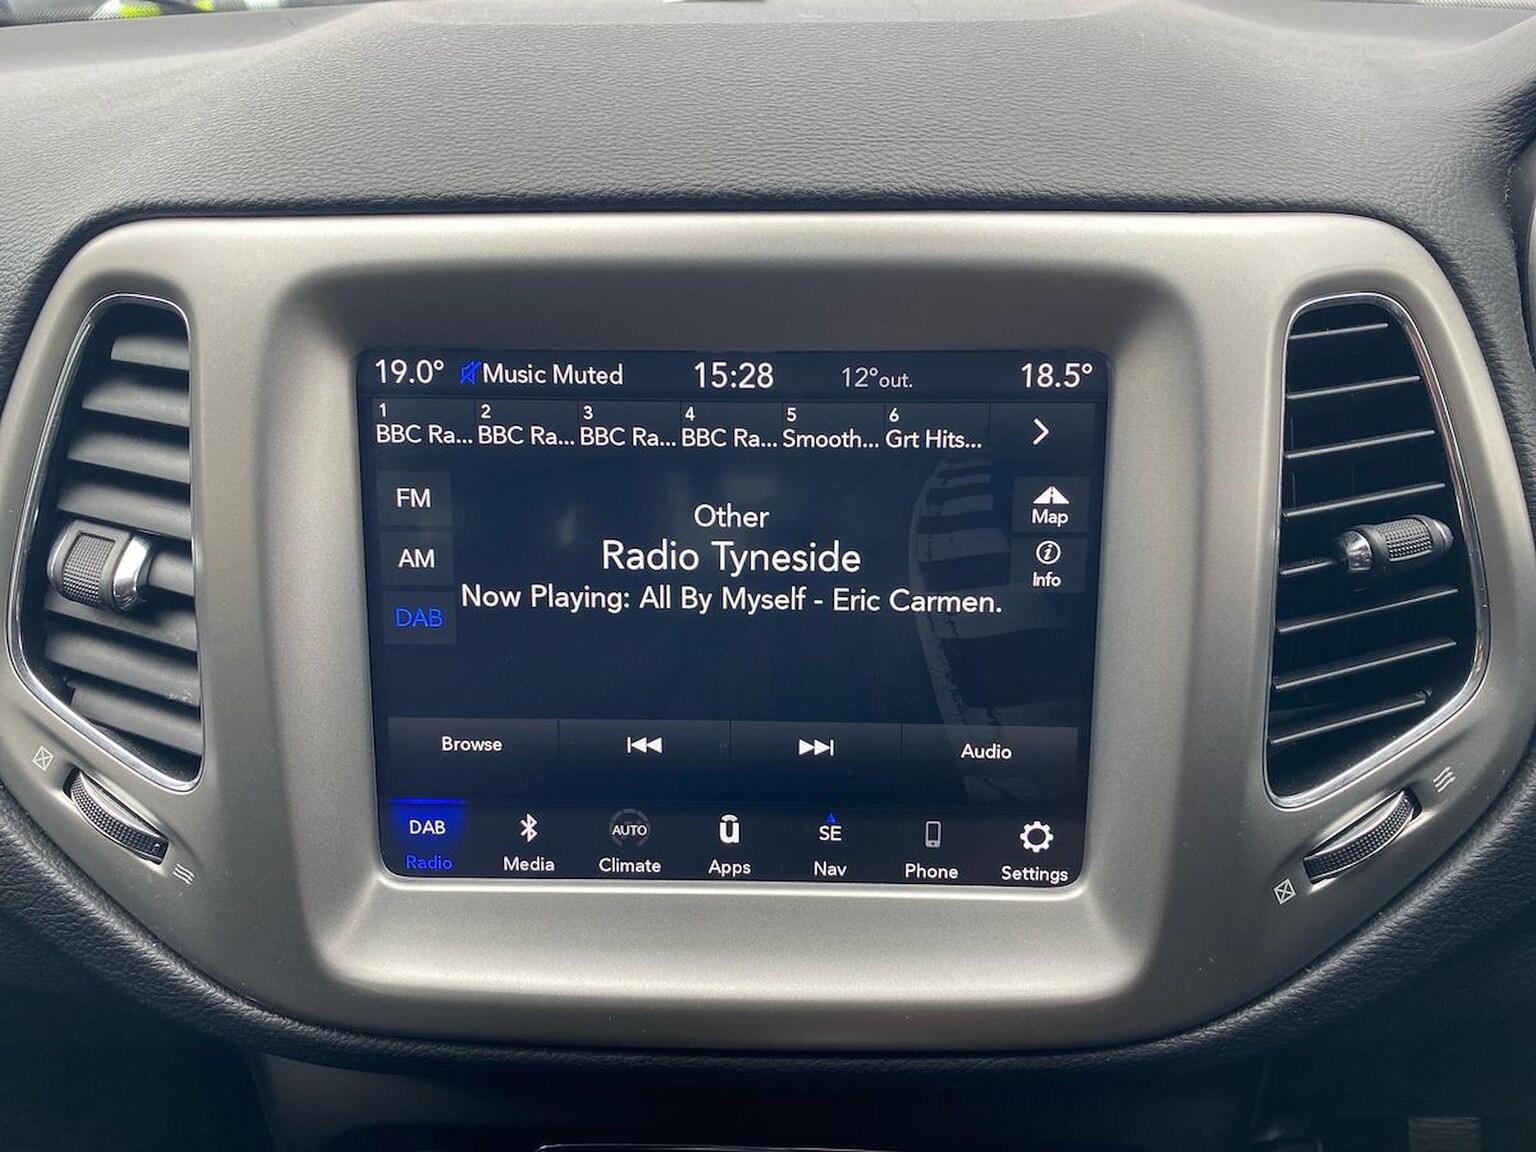 19.0° Music Muted 15:28 12°out. 18.5°
1 2 3 4 5 6
BBC Ra... BBC Ra... BBC Ra... BBC Ra... Smooth... Grt Hits...
FM
Other
Map
Radio Tyneside
AM
Info
Now Playing: All By Myself - Eric Carmen.
DAB
Browse Audio
DAB AUTO SE
Radio Media Climate Apps Nav Phone Settings